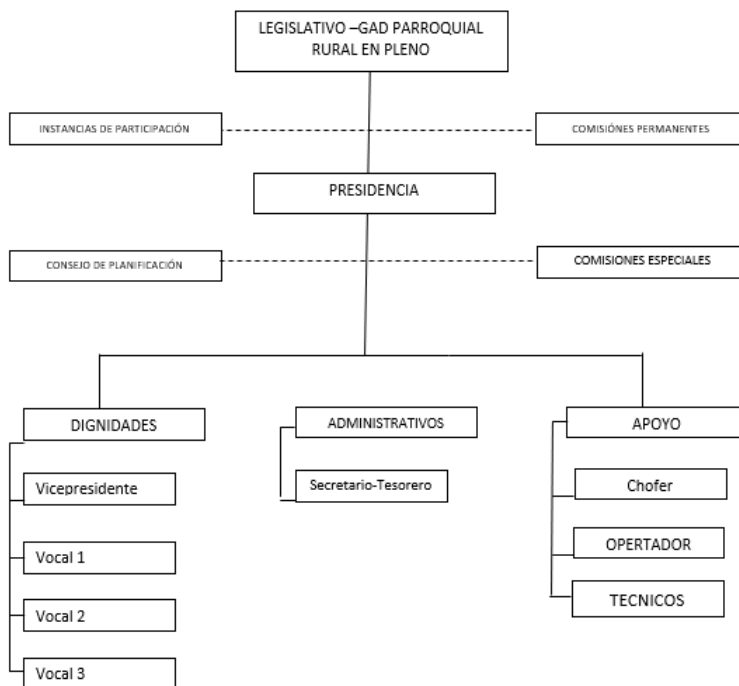 LEGISLATIVO –GAD PARROQUIAL
RURAL EN PLENO
INSTANCIAS DE PARTICIPACIÓN
COMISIÓNES PERMANENTES
PRESIDENCIA
CONSEJO DE PLANIFICACIÓN
COMISIONES ESPECIALES
DIGNIDADES
ADMINISTRATIVOS
APOYO
Vicepresidente
Secretario-Tesorero
Chofer
Vocal 1
OPERTADOR
Vocal 2
TECNICOS
Vocal 3